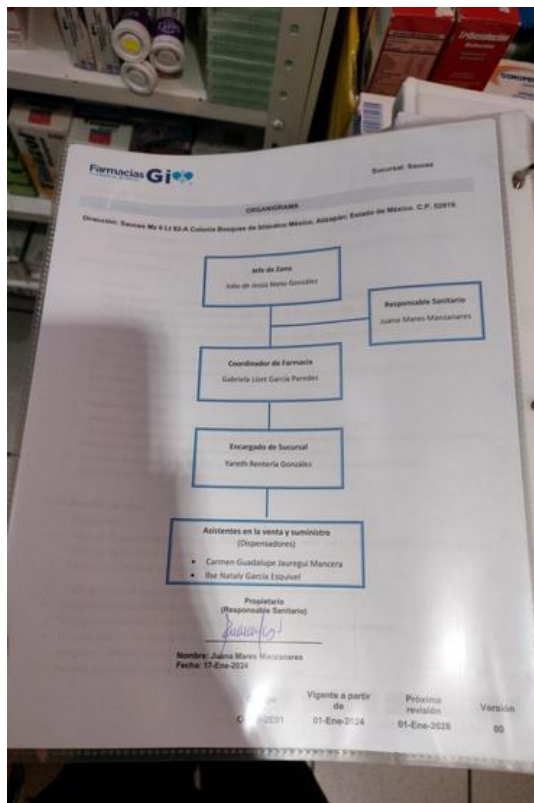 Farmacias Gi
Sucursal: Sauces
ORGANIGRAMA
Dirección: Sauces Mz 6 Lt 62-A Colonia Bosques de México. Atizapán; Estado de México. C.P. 52919.
Jefe de Zona
Julio de Jesús Nieto González
Responsable Sanitario
Juana Mares Manzanares
Coordinador de Farmacia
Gabriela Lizet García Paredes
Encargado de Sucursal
Yareth Rentería González
Asistentes en la venta y suministro
(Dispensadores)
• Carmen Guadalupe Jauregui Mancera
• Ilse Nataly García Esquivel
Propietario
(Responsable Sanitario)
Nombre: Juana Mares Manzanares
Fecha: 17-Ene-2024
Vigente a partir de
Próxima revisión
Versión
01-Ene-2024
01-Ene-2026
00